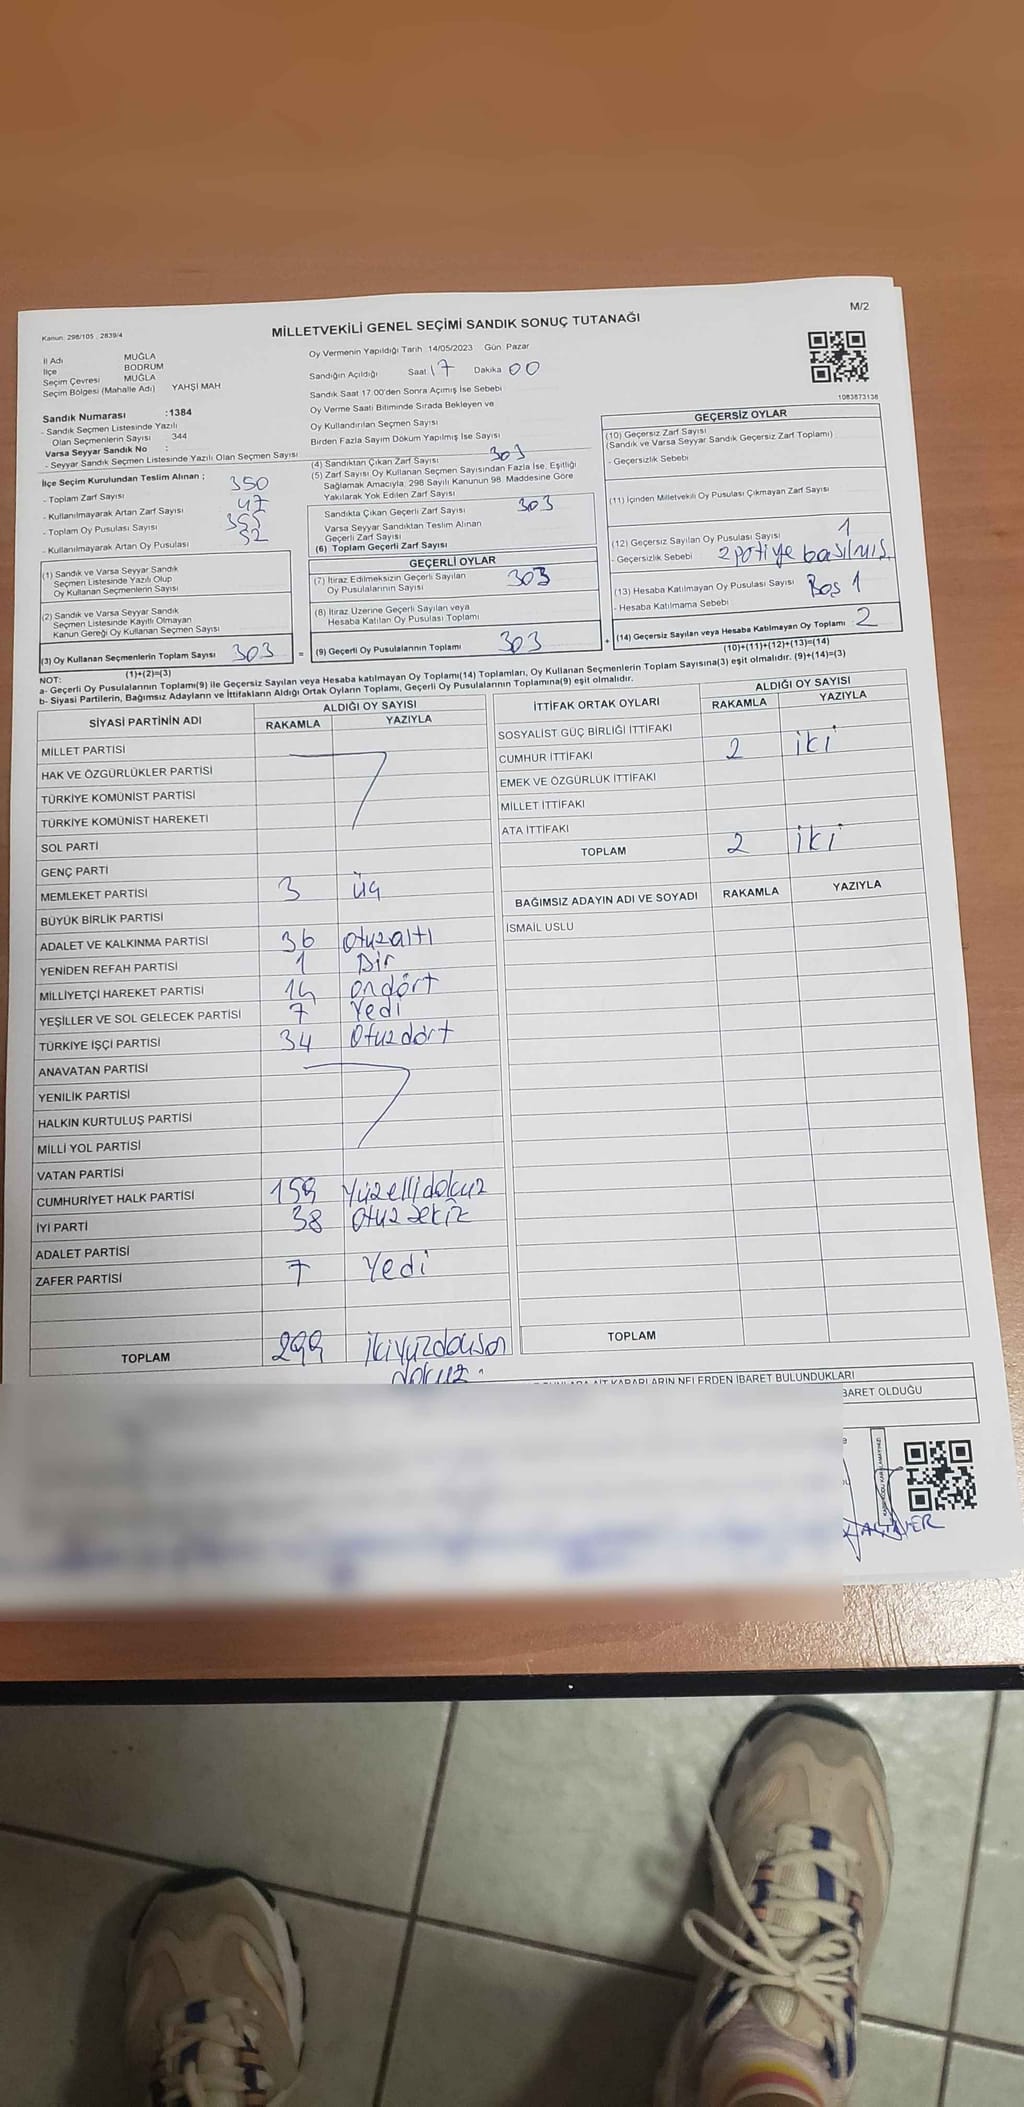 M/2
Kanun: 298/105 , 2839/4
MİLLETVEKİLİ GENEL SEÇİMİ SANDIK SONUÇ TUTANAĞI
İl Adı MUĞLA
İlçe BODRUM
Seçim Çevresi MUĞLA
Seçim Bölgesi (Mahalle Adı) YAHŞİ MAH
Sandık Numarası :1384
- Sandık Seçmen Listesinde Yazılı
Olan Seçmenlerin Sayısı 344
Varsa Seyyar Sandık No :
- Seyyar Sandık Seçmen Listesinde Yazılı Olan Seçmen Sayısı
İlçe Seçim Kurulundan Teslim Alınan ;
- Toplam Zarf Sayısı 350
- Kullanılmayarak Artan Zarf Sayısı 47
- Toplam Oy Pusulası Sayısı 355
- Kullanılmayarak Artan Oy Pusulası 52
(1) Sandık ve Varsa Seyyar Sandık
Seçmen Listesinde Yazılı Olup
Oy Kullanan Seçmenlerin Sayısı
(2) Sandık ve Varsa Seyyar Sandık
Seçmen Listesinde Kayıtlı Olmayan
Kanun Gereği Oy Kullanan Seçmen Sayısı
(3) Oy Kullanan Seçmenlerin Toplam Sayısı 303 =
(1)+(2)=(3)
Oy Vermenin Yapıldığı Tarih 14/05/2023 Gün: Pazar
Sandığın Açıldığı Saat 17 Dakika 00
Sandık Saat 17:00'den Sonra Açımış İse Sebebi
Oy Verme Saati Bitiminde Sırada Bekleyen ve
Oy Kullandırılan Seçmen Sayısı
Birden Fazla Sayım Döküm Yapılmış İse Sayısı
(4) Sandıktan Çıkan Zarf Sayısı 303
(5) Zarf Sayısı Oy Kullanan Seçmen Sayısından Fazla İse, Eşitliği
Sağlamak Amacıyla, 298 Sayılı Kanunun 98. Maddesine Göre
Yakılarak Yok Edilen Zarf Sayısı
Sandıkta Çıkan Geçerli Zarf Sayısı 303
Varsa Seyyar Sandıktan Teslim Alınan
Geçerli Zarf Sayısı
(6) Toplam Geçerli Zarf Sayısı
GEÇERLİ OYLAR
(7) İtiraz Edilmeksizin Geçerli Sayılan
Oy Pusulalarının Sayısı 303
(8) İtiraz Üzerine Geçerli Sayılan veya
Hesaba Katılan Oy Pusulası Toplamı
(9) Geçerli Oy Pusulalarının Toplamı 303 +
1083873138
GEÇERSİZ OYLAR
(10) Geçersiz Zarf Sayısı
(Sandık ve Varsa Seyyar Sandık Geçersiz Zarf Toplamı)
- Geçersizlik Sebebi
(11) İçinden Milletvekili Oy Pusulası Çıkmayan Zarf Sayısı
(12) Geçersiz Sayılan Oy Pusulası Sayısı 1
- Geçersizlik Sebebi 2 potiye basılmış
(13) Hesaba Katılmayan Oy Pusulası Sayısı Boş 1
- Hesaba Katılmama Sebebi
(14) Geçersiz Sayılan veya Hesaba Katılmayan Oy Toplamı : 2
(10)+(11)+(12)+(13)=(14)
NOT:
a- Geçerli Oy Pusulalarının Toplamı(9) ile Geçersiz Sayılan veya Hesaba katılmayan Oy Toplamı(14) Toplamları, Oy Kullanan Seçmenlerin Toplam Sayısına(3) eşit olmalıdır. (9)+(14)=(3)
b- Siyasi Partilerin, Bağımsız Adayların ve İttifakların Aldığı Ortak Oyların Toplamı, Geçerli Oy Pusulalarının Toplamına(9) eşit olmalıdır.
SİYASİ PARTİNİN ADI ALDIĞI OY SAYISI
RAKAMLA YAZIYLA
MİLLET PARTİSİ
HAK VE ÖZGÜRLÜKLER PARTİSİ
TÜRKİYE KOMÜNİST PARTİSİ
TÜRKİYE KOMÜNİST HAREKETİ
SOL PARTİ
GENÇ PARTİ
MEMLEKET PARTİSİ 3 üç
BÜYÜK BİRLİK PARTİSİ
ADALET VE KALKINMA PARTİSİ 36 otuzaltı
YENİDEN REFAH PARTİSİ 1 Bir
MİLLİYETÇİ HAREKET PARTİSİ 14 ondört
YEŞİLLER VE SOL GELECEK PARTİSİ 7 Yedi
TÜRKİYE İŞÇİ PARTİSİ 34 Otuzdört
ANAVATAN PARTİSİ
YENİLİK PARTİSİ
HALKIN KURTULUŞ PARTİSİ
MİLLİ YOL PARTİSİ
VATAN PARTİSİ
CUMHURİYET HALK PARTİSİ 159 Yüzellidokuz
İYİ PARTİ 38 Otuzsekiz
ADALET PARTİSİ
ZAFER PARTİSİ 7 Yedi
TOPLAM 299 ikiyüzdoksan
dokuz
İTTİFAK ORTAK OYLARI ALDIĞI OY SAYISI
RAKAMLA YAZIYLA
SOSYALİST GÜÇ BİRLİĞİ İTTİFAKI
CUMHUR İTTİFAKI 2 iki
EMEK VE ÖZGÜRLÜK İTTİFAKI
MİLLET İTTİFAKI
ATA İTTİFAKI
TOPLAM 2 iki
BAĞIMSIZ ADAYIN ADI VE SOYADI RAKAMLA YAZIYLA
İSMAİL USLU
TOPLAM
KARARLARIN NELERDEN İBARET BULUNDUKLARI
BARET OLDUĞU